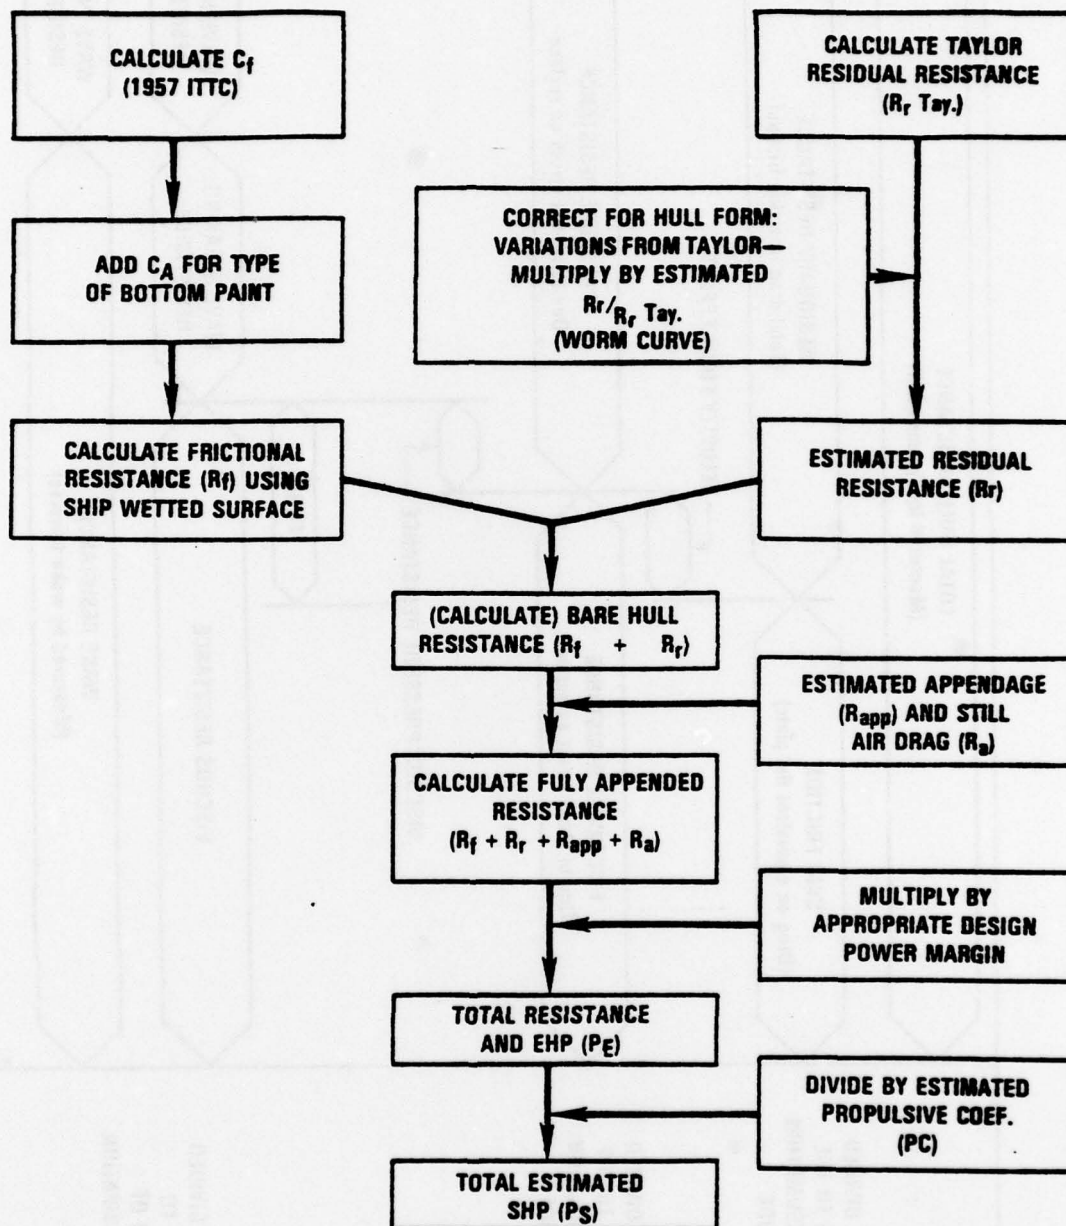 CALCULATE Cf
(1957 ITTC)
CALCULATE TAYLOR
RESIDUAL RESISTANCE
(Rr Tay.)
CORRECT FOR HULL FORM:
VARIATIONS FROM TAYLOR—
MULTIPLY BY ESTIMATED
Rr/Rr Tay.
(WORM CURVE)
ADD CA FOR TYPE
OF BOTTOM PAINT
CALCULATE FRICTIONAL
RESISTANCE (Rf) USING
SHIP WETTED SURFACE
ESTIMATED RESIDUAL
RESISTANCE (Rr)
(CALCULATE) BARE HULL
RESISTANCE (Rf + Rr)
ESTIMATED APPENDAGE
(Rapp) AND STILL
AIR DRAG (Ra)
CALCULATE FULY APPENDED
RESISTANCE
(Rf + Rr + Rapp + Ra)
MULTIPLY BY
APPROPRIATE DESIGN
POWER MARGIN
TOTAL RESISTANCE
AND EHP (PE)
DIVIDE BY ESTIMATED
PROPULSIVE COEF.
(PC)
TOTAL ESTIMATED
SHP (PS)